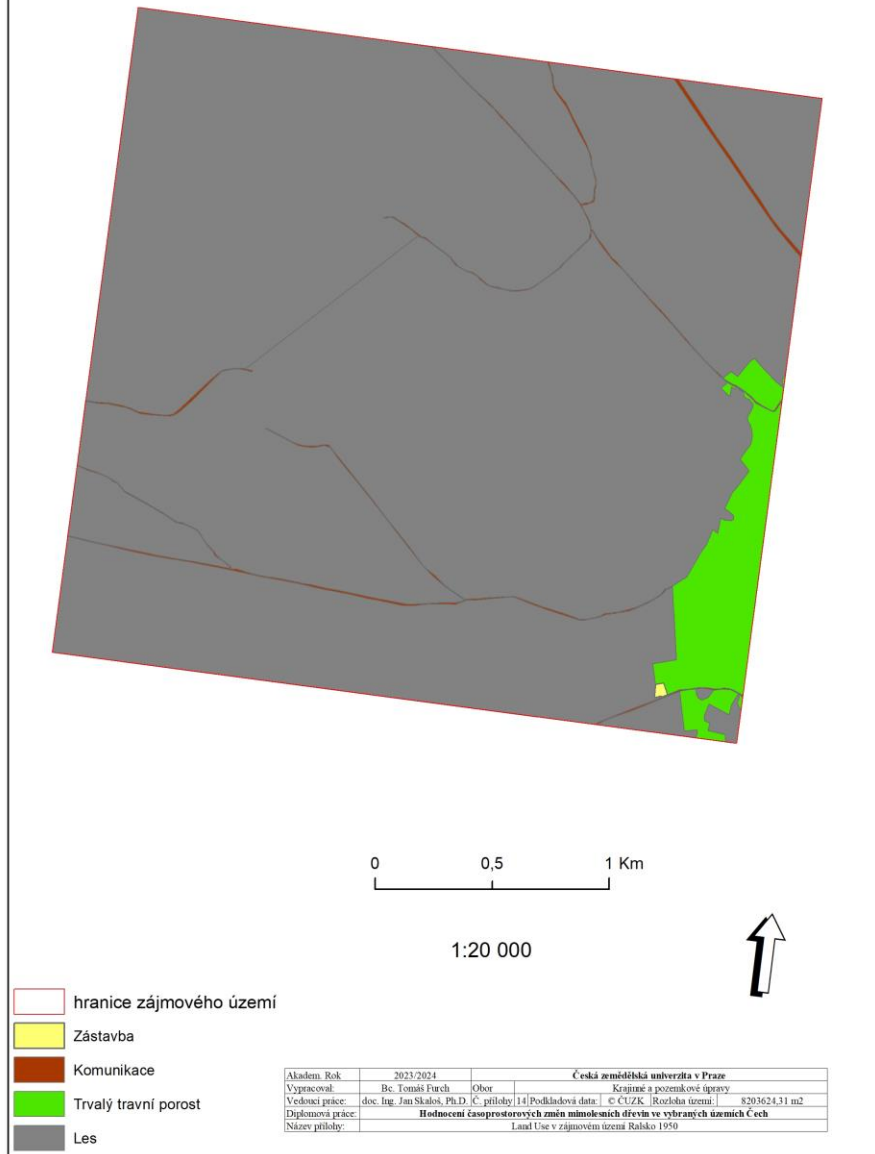 0 0,5 1 Km
1:20 000
hranice zájmového území
Zástavba
Komunikace
Trvalý travní porost
Les
Akadem. Rok 2023/2024 Česká zemědělská univerzita v Praze
Vypracoval: Bc. Tomáš Furch Obor Krajinné a pozemkové úpravy
Vedoucí práce: doc. Ing. Jan Skaloš, Ph.D. Č. přílohy 14 Podkladová data: © ČUZK Rozloha území: 8203624,31 m2
Diplomová práce: Hodnocení časoprostorových změn mimolesních dřevin ve vybraných územích Čech
Název přílohy: Land Use v zájmovém území Ralsko 1950